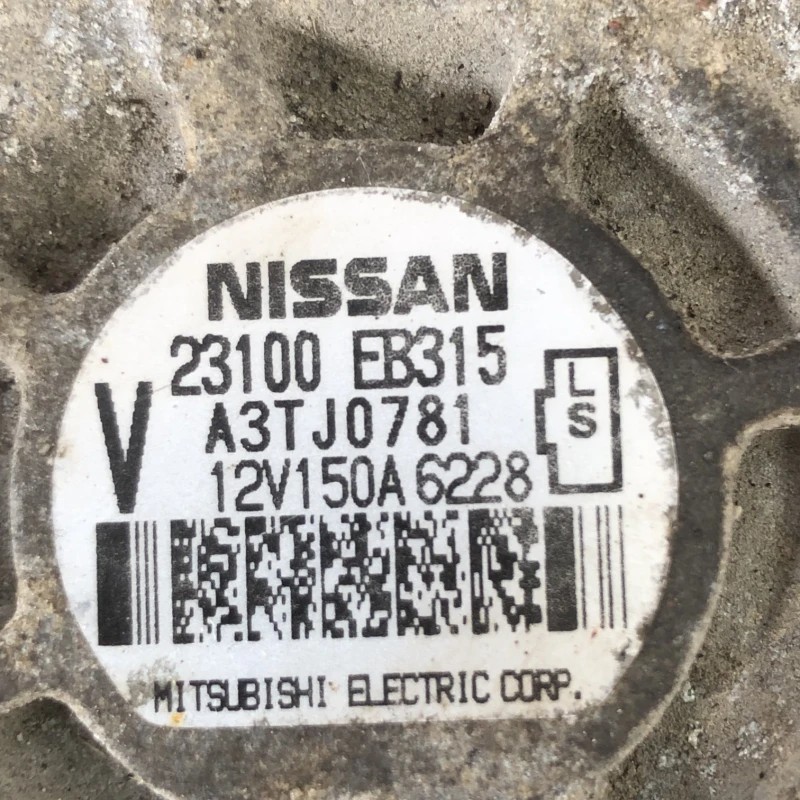 NISSAN
23100 EB315
V
A3TJ0781
12V150A 6228
L
S
MITSUBISHI ELECTRIC CORP.